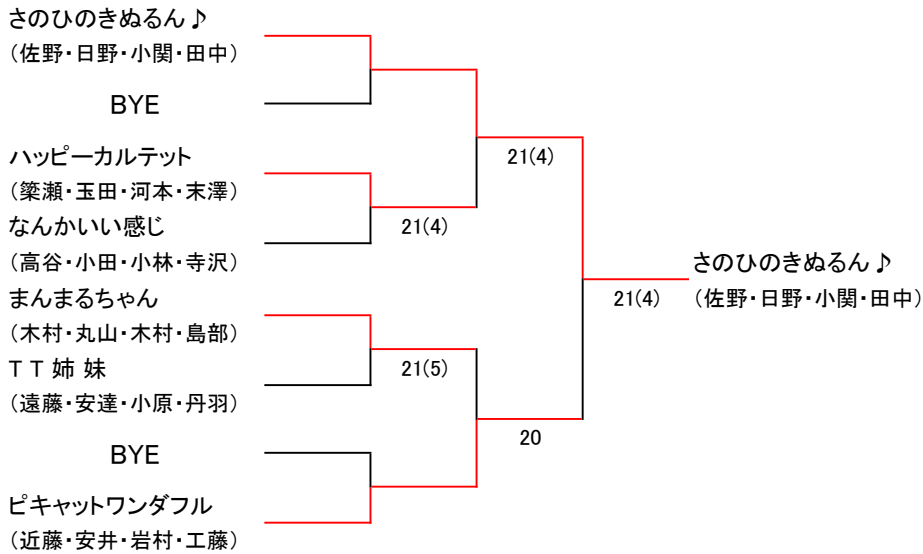 さのひのきぬるん♪
(佐野・日野・小関・田中)
BYE
21(4)
ハッピーカルテット
(簗瀬・玉田・河本・末澤)
なんかいい感じ
21(4)
(高谷・小田・小林・寺沢)
さのひのきぬるん♪
まんまるちゃん
21(4)
(佐野・日野・小関・田中)
(木村・丸山・木村・島部)
TT姉妹
21(5)
(遠藤・安達・小原・丹羽)
20
BYE
ピキャットワンダフル
(近藤・安井・岩村・工藤)